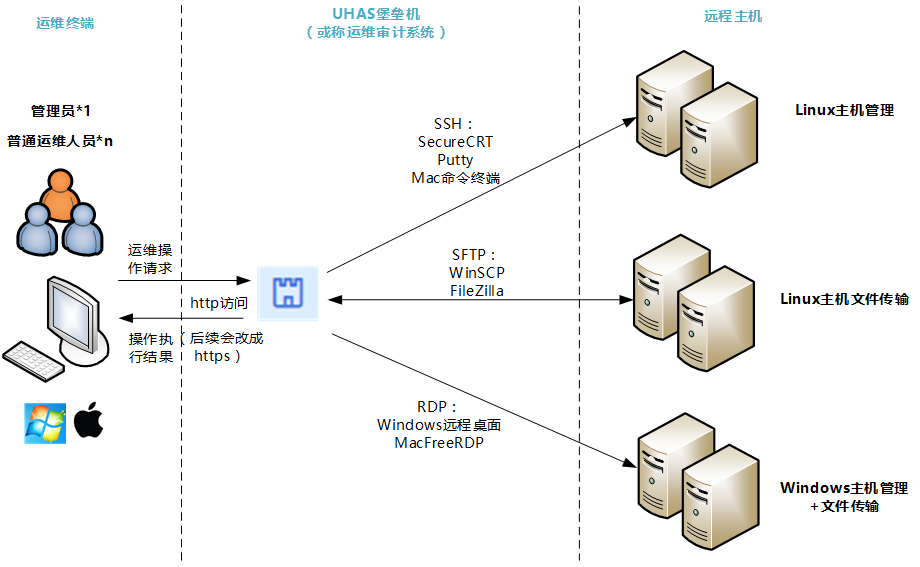 运维终端
UHAS堡垒机
（或称运维审计系统）
远程主机
管理员*1
普通运维人员*n
运维操
作请求
http访问
（后续会改成
https）
操作执
行结果
SSH：
SecureCRT
Putty
Mac命令终端
Linux主机管理
SFTP：
WinSCP
FileZilla
Linux主机文件传输
RDP：
Windows远程桌面
MacFreeRDP
Windows主机管理
+文件传输